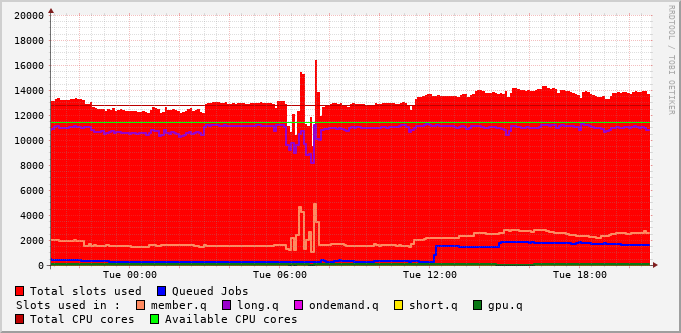 20000
18000
16000
14000
12000
10000
8000
6000
4000
2000
0
Tue 00:00 Tue 06:00 Tue 12:00 Tue 18:00
RRDTOOL / TOBI OETIKER
Total slots used Queued Jobs
Slots used in : member.q long.q ondemand.q short.q gpu.q
Total CPU cores Available CPU cores